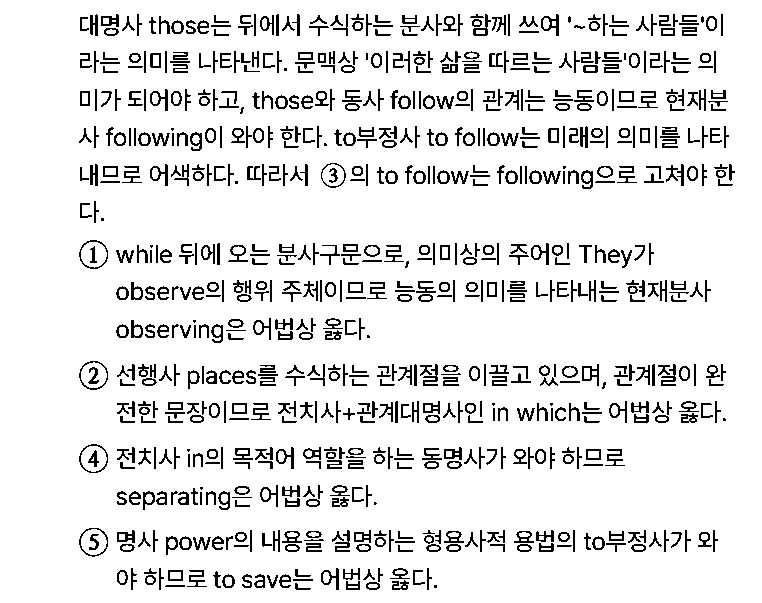 대명사 those는 뒤에서 수식하는 분사와 함께 쓰여 '~하는 사람들'이
라는 의미를 나타낸다. 문맥상 '이러한 삶을 따르는 사람들'이라는 의
미가 되어야 하고, those와 동사 follow의 관계는 능동이므로 현재분
사 following이 와야 한다. to부정사 to follow는 미래의 의미를 나타
내므로 어색하다. 따라서 ③의 to follow는 following으로 고쳐야 한
다.
① while 뒤에 오는 분사구문으로, 의미상의 주어인 They가
observe의 행위 주체이므로 능동의 의미를 나타내는 현재분사
observing은 어법상 옳다.
② 선행사 places를 수식하는 관계절을 이끌고 있으며, 관계절이 완
전한 문장이므로 전치사+관계대명사인 in which는 어법상 옳다.
④ 전치사 in의 목적어 역할을 하는 동명사가 와야 하므로
separating은 어법상 옳다.
⑤ 명사 power의 내용을 설명하는 형용사적 용법의 to부정사가 와
야 하므로 to save는 어법상 옳다.